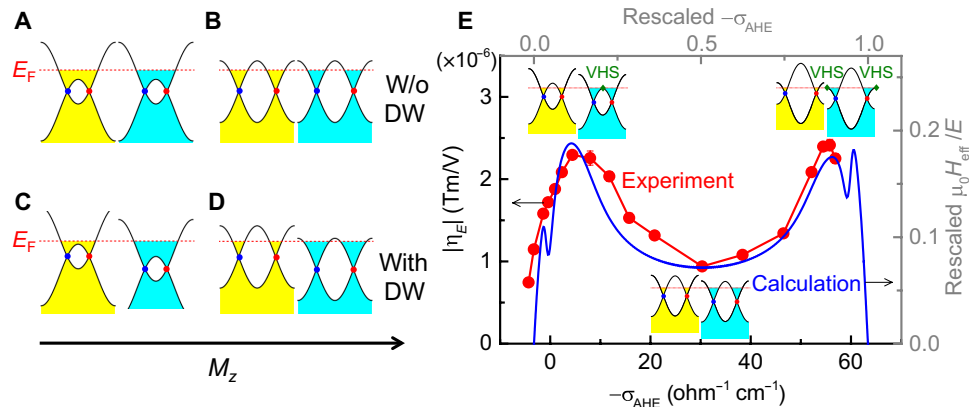 A
B
E_F
W/o
DW
C
D
E_F
With
DW
M_z
E
Rescaled −σ_AHE
0.0
0.5
1.0
(×10⁻⁶)
3
2
1
0
|η_E| (Tm/V)
VHS
VHS
VHS
Experiment
Calculation
0.2
0.1
0.0
Rescaled μ₀H_eff/E
0
20
40
60
−σ_AHE (ohm⁻¹ cm⁻¹)